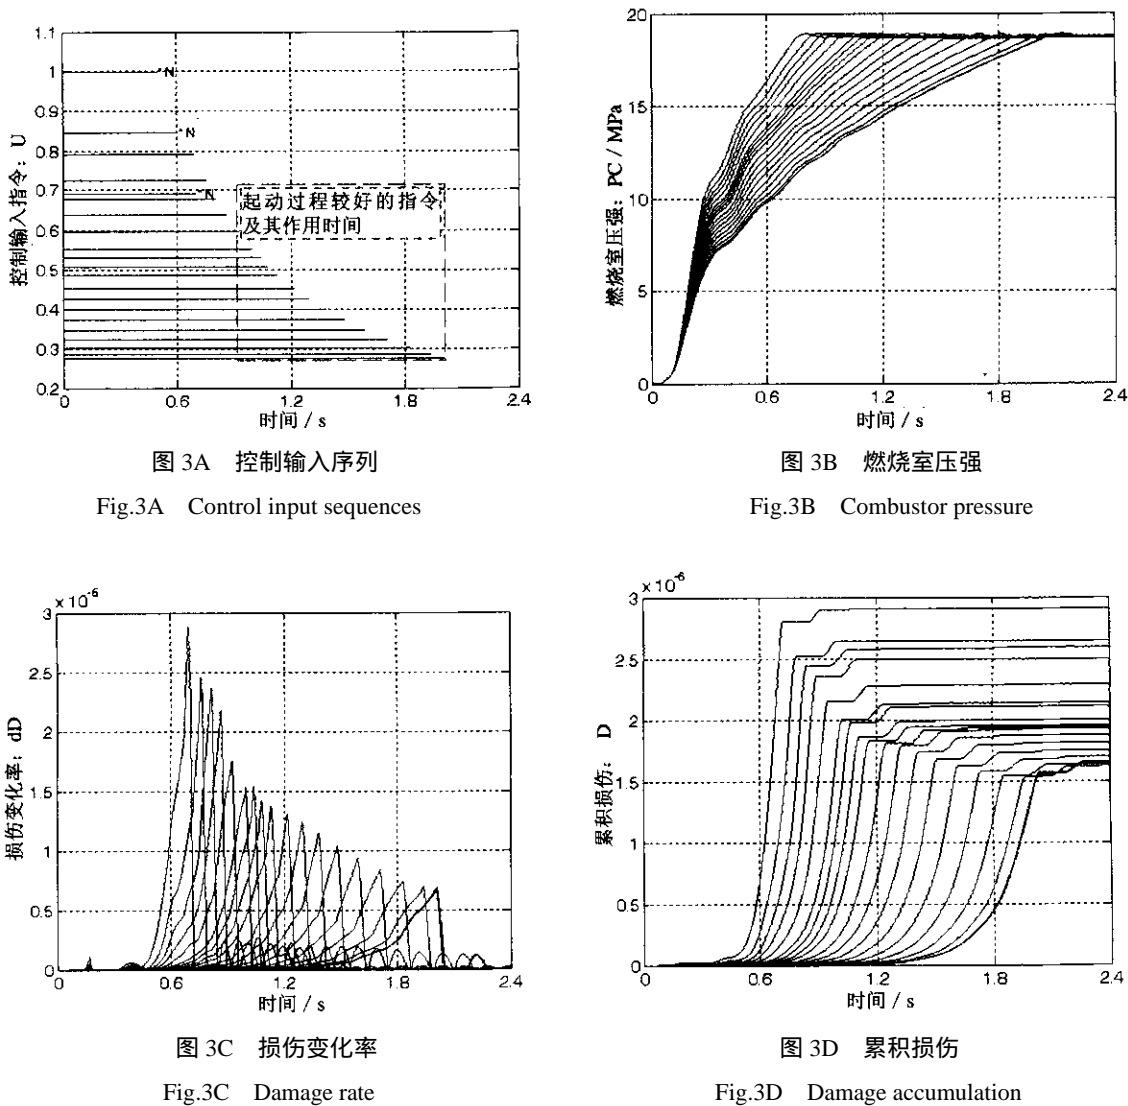 1.1
1
0.9
0.8
0.7
0.6
0.5
0.4
0.3
0.2
控制输入指令：U
N
N
N
起动过程较好的指令
及其作用时间
0
0.6
1.2
1.8
2.4
时间 / s
图 3A 控制输入序列
Fig.3A Control input sequences
20
15
10
5
0
燃烧室压强：PC / MPa
0
0.6
1.2
1.8
2.4
时间 / s
图 3B 燃烧室压强
Fig.3B Combustor pressure
×10⁻⁶
3
2.5
2
1.5
1
0.5
0
损伤变化率：dD
0
0.6
1.2
1.8
2.4
时间 / s
图 3C 损伤变化率
Fig.3C Damage rate
×10⁻⁶
3
2.5
2
1.5
1
0.5
0
累积损伤：D
0
0.6
1.2
1.8
2.4
时间 / s
图 3D 累积损伤
Fig.3D Damage accumulation